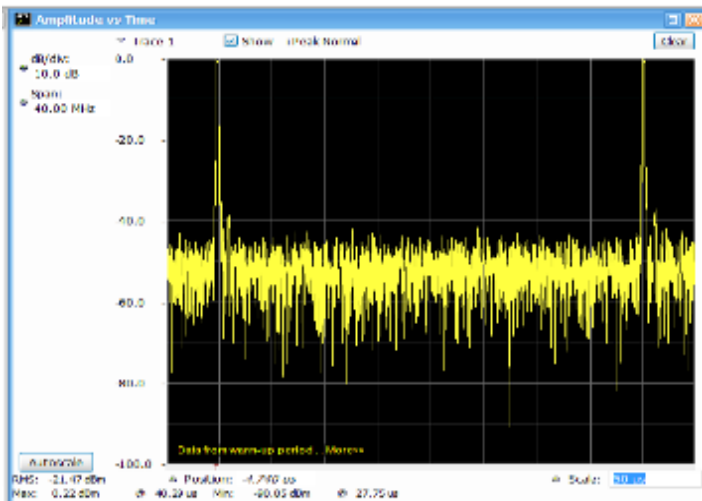 Amplitude vs Time
Trace 1 Show +Peak Normal Clear
dB/div:
10.0 dB
Span:
40.00 MHz
0.0
-20.0
-40.0
-60.0
-80.0
-100.0
Data from warm-up period ...More>>
Autoscale
RMS: -21.47 dBm Position: Scale: 50 us
Max: 0.22 dBm @ 40.29 us Min: -90.05 dBm @ 27.75 us